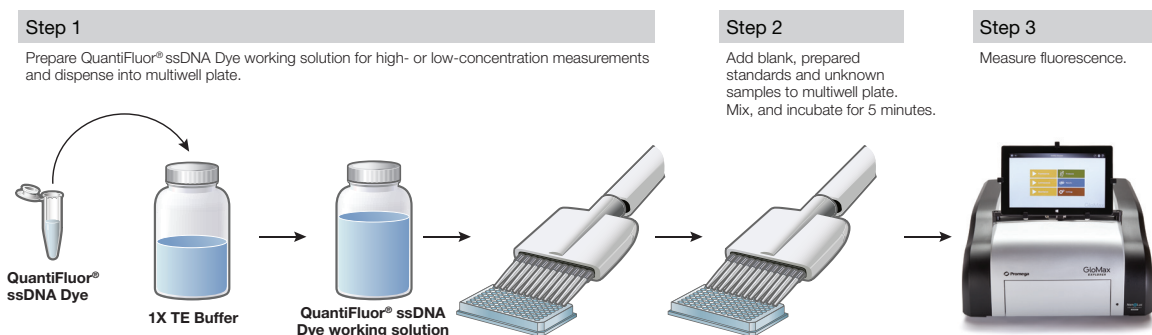 Step 1
Prepare QuantiFluor® ssDNA Dye working solution for high- or low-concentration measurements
and dispense into multiwell plate.
Step 2
Add blank, prepared
standards and unknown
samples to multiwell plate.
Mix, and incubate for 5 minutes.
Step 3
Measure fluorescence.
QuantiFluor®
ssDNA Dye
1X TE Buffer
QuantiFluor® ssDNA
Dye working solution
Promega
GloMax